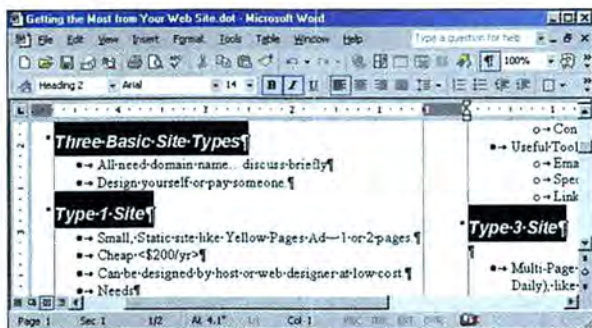 Getting the Most from Your Web Site.dot - Microsoft Word
File Edit View Insert Format Tools Table Window Help Type a question for help
100%
Heading 2 Arial 14 B I U
Three·Basic·Site·Types¶
All·need·domain·name...·discuss·briefly¶
Design·yourself·or·pay·someone.¶
Type·1·Site¶
Small,·Static·site·like·Yellow·Pages·Ad—·1·or·2·pages.¶
Cheap·<$200/yr>¶
Can·be·designed·by·host·or·web·designer·at·low·cost.¶
Needs¶
Con
Useful·Tool
Ema
Spec
Link
Type·3·Site¶
¶
Multi-Page·
Daily),·like·
Page 1 Sec 1 1/2 At 4.1" Ln Col 1 REC TRK EXT OVR